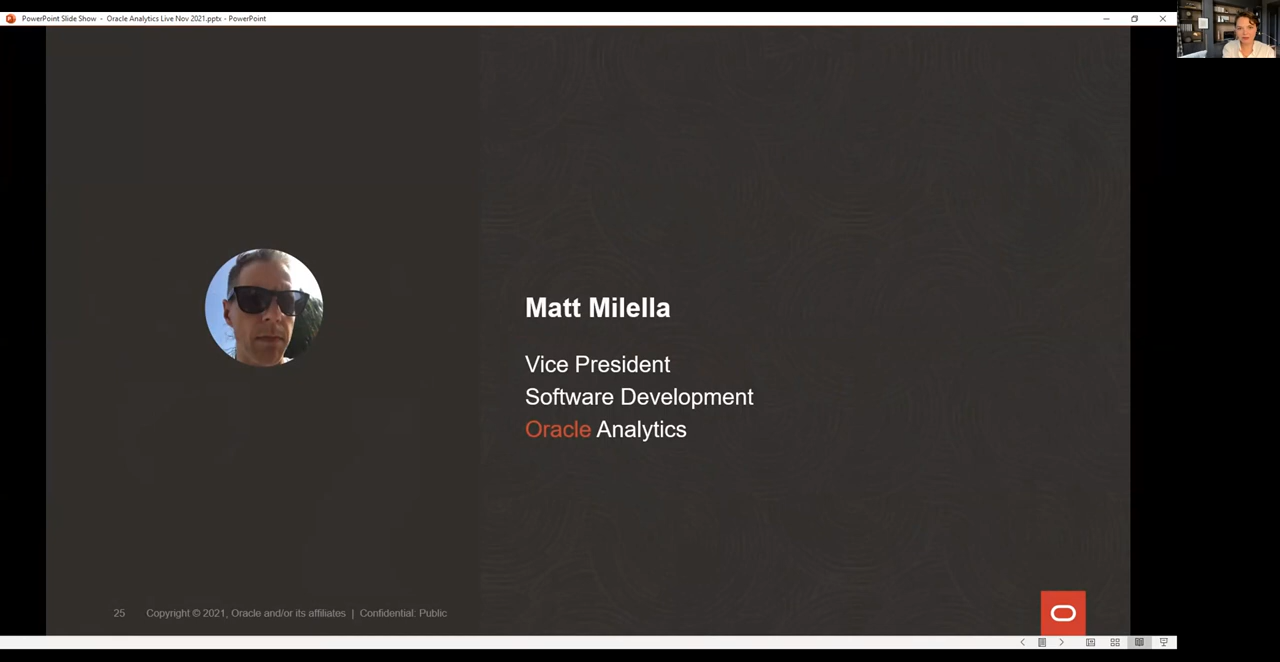 PowerPoint Slide Show - Oracle Analytics Live Nov 2021.pptx - PowerPoint
Matt Milella
Vice President
Software Development
Oracle Analytics
25 Copyright © 2021, Oracle and/or its affiliates | Confidential: Public